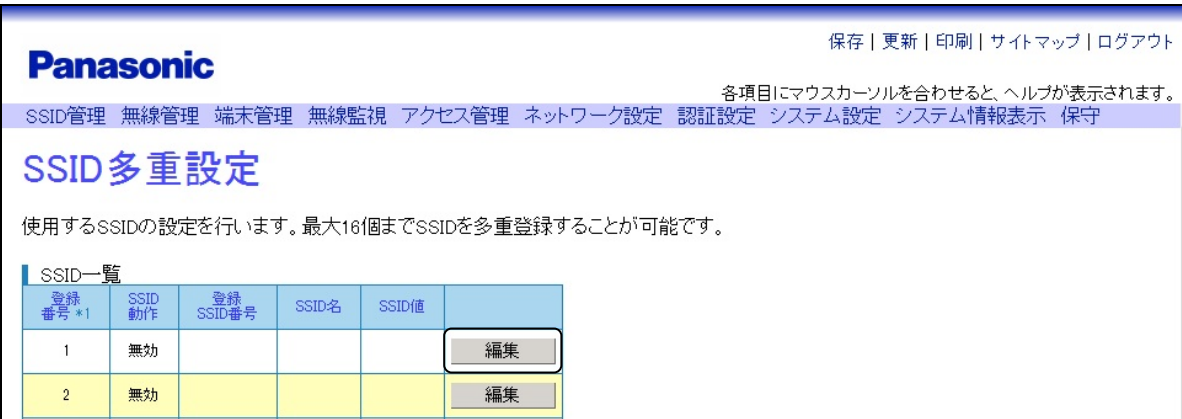 保存 | 更新 | 印刷 | サイトマップ | ログアウト
Panasonic
各項目にマウスカーソルを合わせると、ヘルプが表示されます。
SSID管理 無線管理 端末管理 無線監視 アクセス管理 ネットワーク設定 認証設定 システム設定 システム情報表示 保守
SSID多重設定
使用するSSIDの設定を行います。最大16個までSSIDを多重登録することが可能です。
SSID一覧
登録番号 *1 SSID動作 登録SSID番号 SSID名 SSID値
1 無効 編集
2 無効 編集